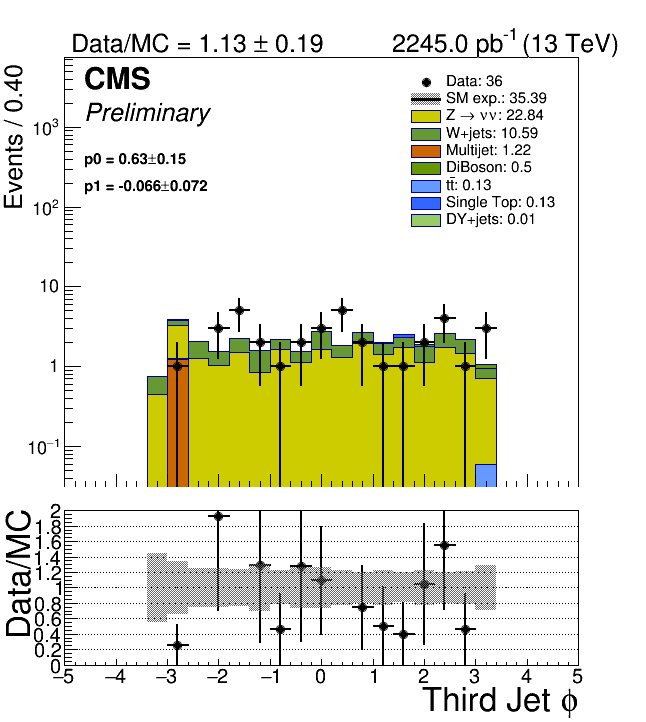 Data/MC = 1.13 ± 0.19 2245.0 pb⁻¹ (13 TeV)
CMS
Preliminary
p0 = 0.63±0.15
p1 = -0.066±0.072
Data: 36
SM exp.: 35.39
Z → νν: 22.84
W+jets: 10.59
Multijet: 1.22
DiBoson: 0.5
tt̄: 0.13
Single Top: 0.13
DY+jets: 0.01
Events / 0.40
10³
10²
10
1
10⁻¹
Data/MC
2
1.8
1.6
1.4
1.2
1
0.8
0.6
0.4
0.2
0
−5 −4 −3 −2 −1 0 1 2 3 4 5
Third Jet ϕ